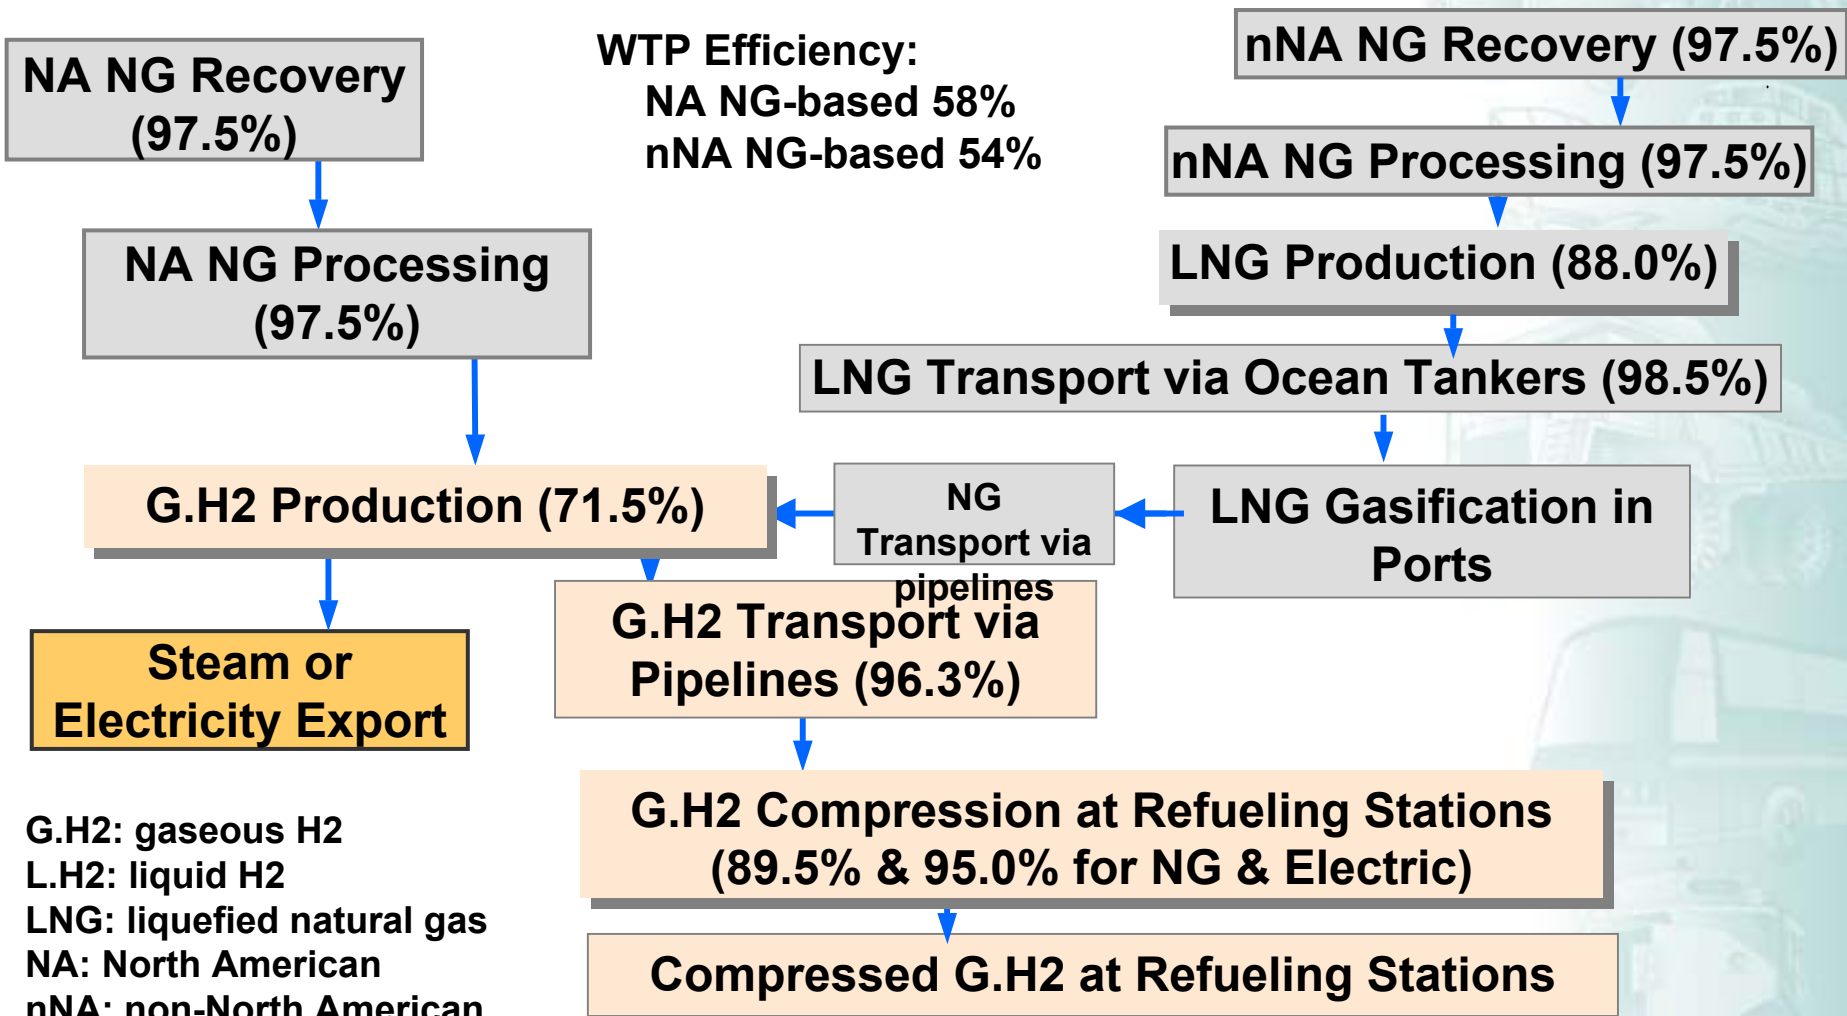 NA NG Recovery
(97.5%)
WTP Efficiency:
NA NG-based 58%
nNA NG-based 54%
nNA NG Recovery (97.5%)
nNA NG Processing (97.5%)
LNG Production (88.0%)
NA NG Processing
(97.5%)
LNG Transport via Ocean Tankers (98.5%)
G.H2 Production (71.5%)
NG
Transport via
pipelines
LNG Gasification in
Ports
G.H2 Transport via
Pipelines (96.3%)
Steam or
Electricity Export
G.H2 Compression at Refueling Stations
(89.5% & 95.0% for NG & Electric)
Compressed G.H2 at Refueling Stations
G.H2: gaseous H2
L.H2: liquid H2
LNG: liquefied natural gas
NA: North American
nNA: non-North American